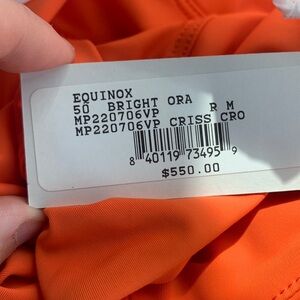 EQUINOX
50 BRIGHT ORA R M
MP220706VP
MP220706VP CRISS CRO
8 40119 73495 9
$550.00